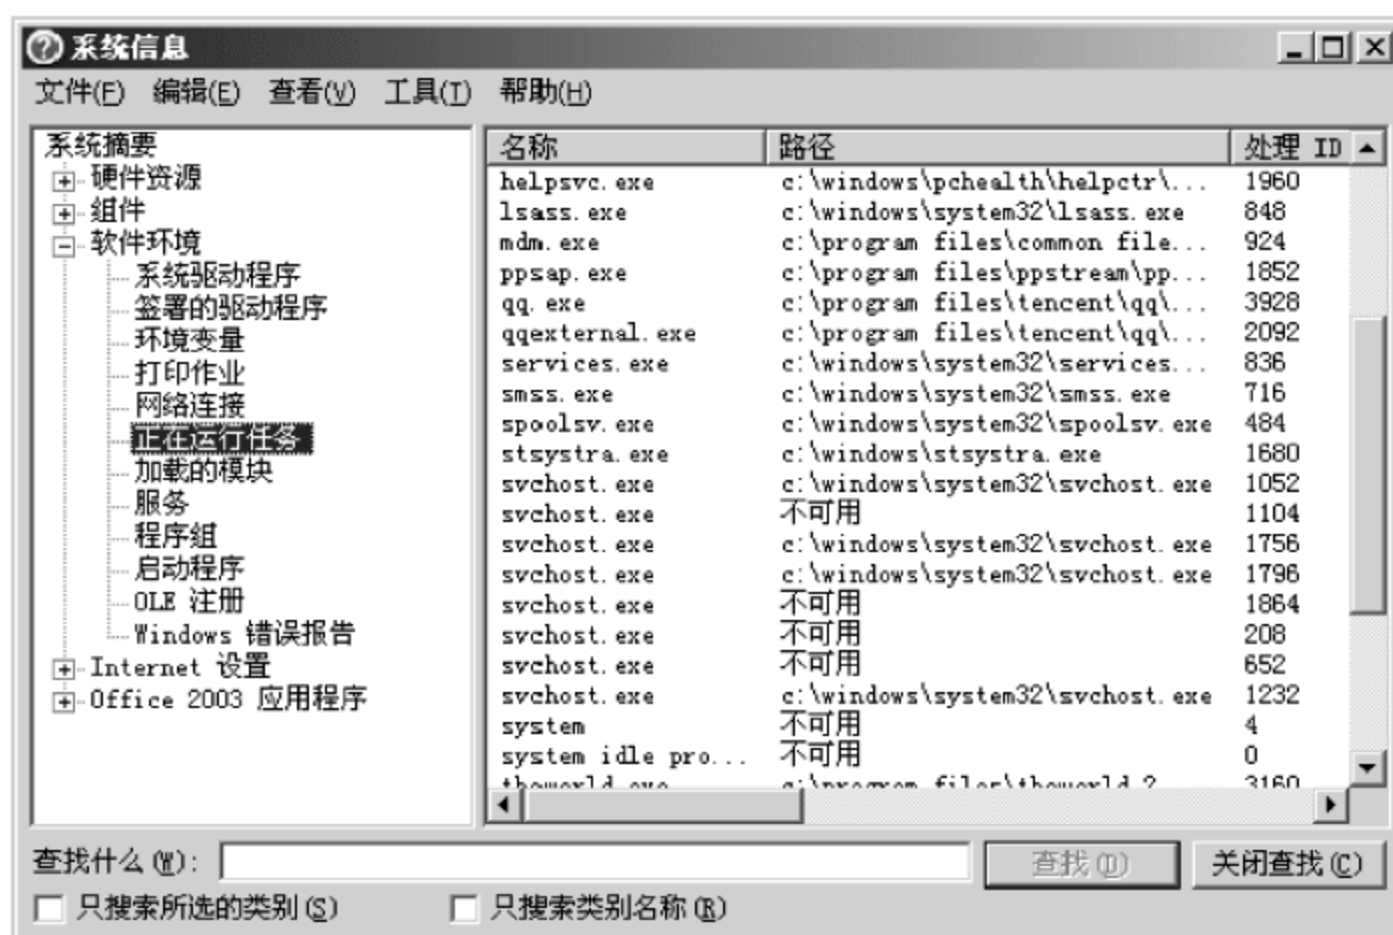 系统信息
文件(F) 编辑(E) 查看(V) 工具(T) 帮助(H)
系统摘要
硬件资源
组件
软件环境
系统驱动程序
签署的驱动程序
环境变量
打印作业
网络连接
正在运行任务
加载的模块
服务
程序组
启动程序
OLE 注册
Windows 错误报告
Internet 设置
Office 2003 应用程序
名称 路径 处理 ID
helpsvc.exe c:\windows\pchealth\helpctr\... 1960
lsass.exe c:\windows\system32\lsass.exe 848
mdm.exe c:\program files\common file... 924
ppsap.exe c:\program files\ppstream\pp... 1852
qq.exe c:\program files\tencent\qq\... 3928
qqexternal.exe c:\program files\tencent\qq\... 2092
services.exe c:\windows\system32\services... 836
smss.exe c:\windows\system32\smss.exe 716
spoolsv.exe c:\windows\system32\spoolsv.exe 484
stsystra.exe c:\windows\stsystra.exe 1680
svchost.exe c:\windows\system32\svchost.exe 1052
svchost.exe 不可用 1104
svchost.exe c:\windows\system32\svchost.exe 1756
svchost.exe c:\windows\system32\svchost.exe 1796
svchost.exe 不可用 1864
svchost.exe 不可用 208
svchost.exe 不可用 652
svchost.exe c:\windows\system32\svchost.exe 1232
system 不可用 4
system idle pro... 不可用 0
theworld.exe c:\program files\theworld 2 3160
查找什么(W): 查找(D) 关闭查找(C)
只搜索所选的类别(S) 只搜索类别名称(R)